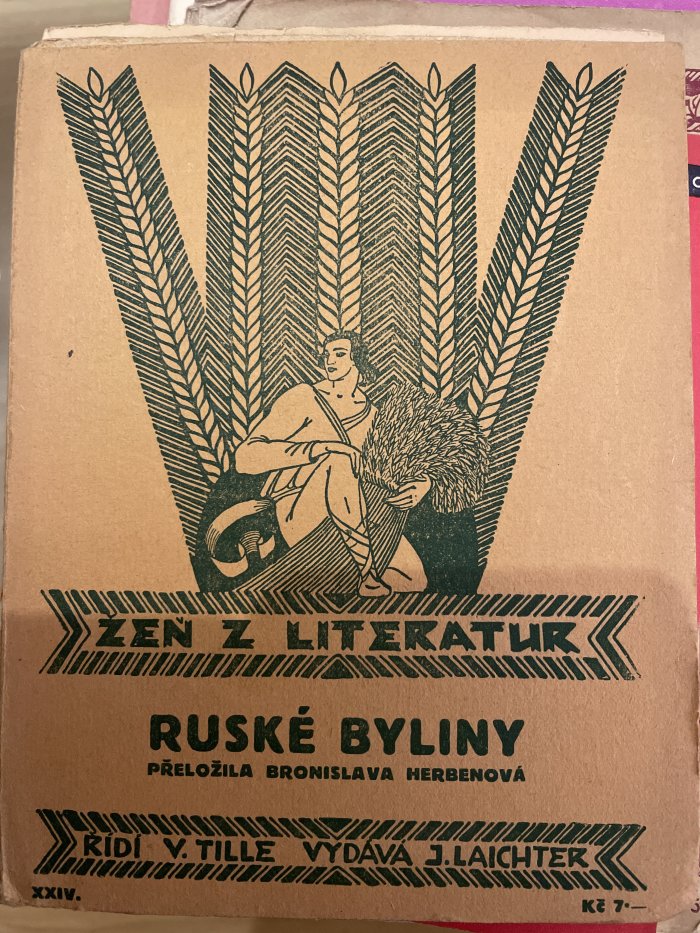 ŽEŇ Z LITERATUR
RUSKÉ BYLINY
PŘELOŽILA BRONISLAVA HERBENOVÁ
ŘÍDÍ V. TILLE VYDÁVÁ J. LAICHTER
XXIV.
Kč 7·—